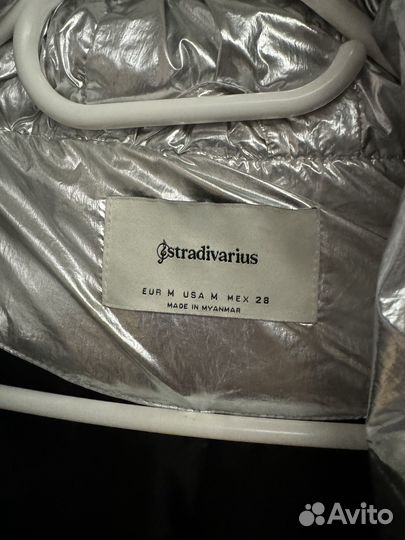 stradivarius
EUR M USA M MEX 28
MADE IN MYANMAR
Avito